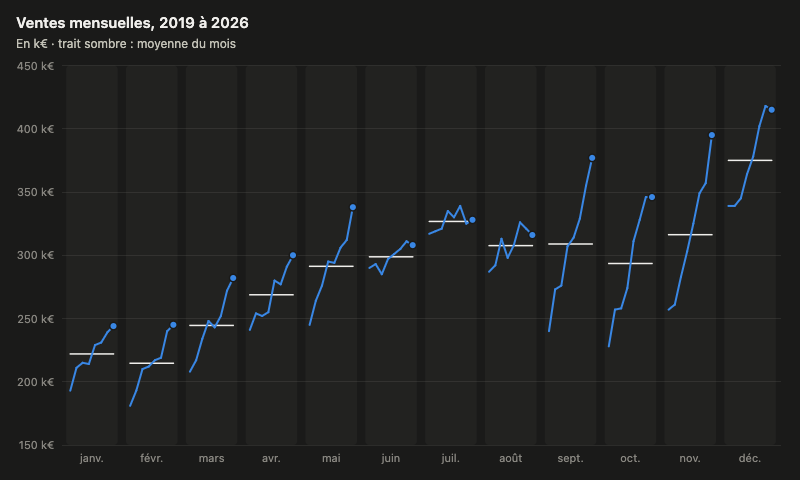 Ventes mensuelles, 2019 à 2026
En k€ · trait sombre : moyenne du mois
450 k€
400 k€
350 k€
300 k€
250 k€
200 k€
150 k€
janv. févr. mars avr. mai juin juil. août sept. oct. nov. déc.